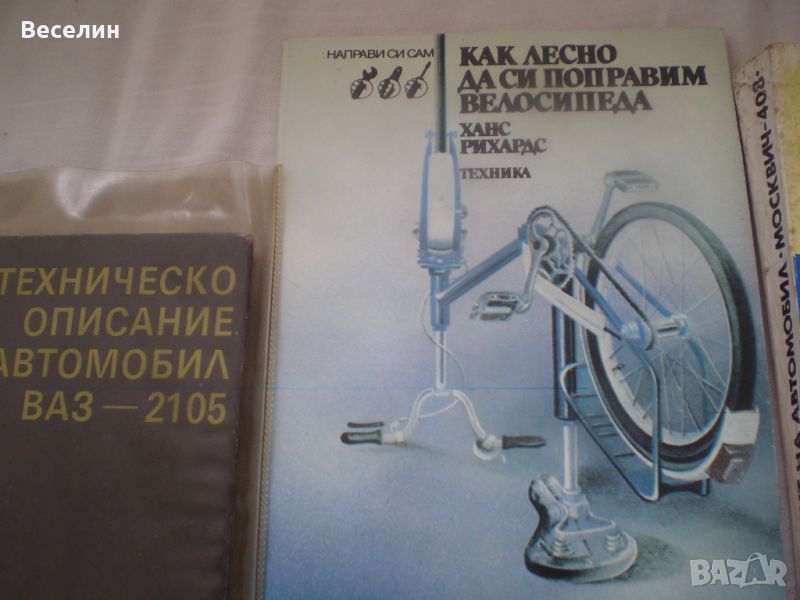 Веселин
НАПРАВИ СИ САМ
КАК ЛЕСНО
ДА СИ ПОПРАВИМ
ВЕЛОСИПЕДА
ХАНС
РИХАРДС
ТЕХНИКА
ТЕХНИЧЕСКО
ОПИСАНИЕ
АВТОМОБИЛ
ВАЗ — 2105
НА АВТОМОБИЛ • МОСКВИЧ-408 •
BAZAR